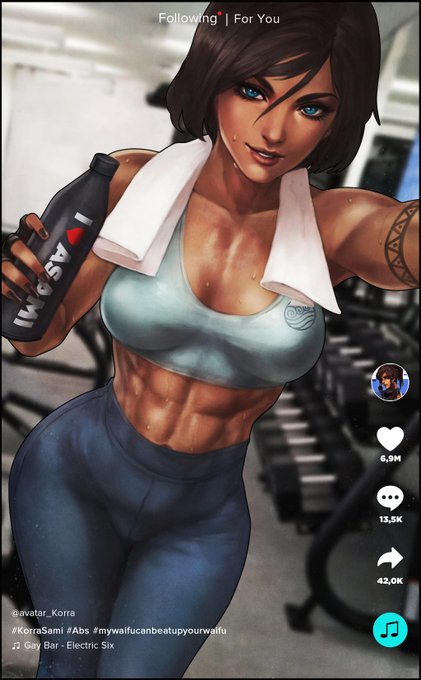 Following | For You
I ♥ ASAMI
6,9M
13,5K
42,0K
@avatar_Korra
#KorraSami #Abs #mywaifucanbeatupyourwaifu
Gay Bar - Electric Six